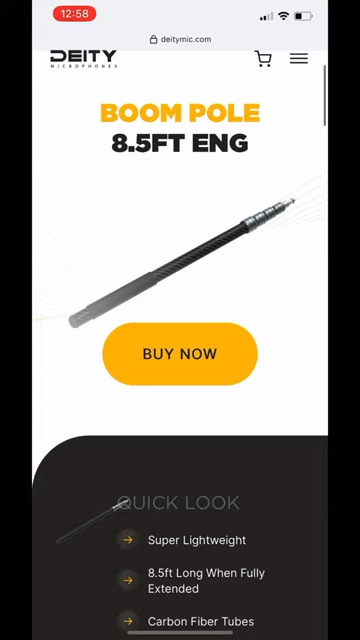 12:58
deitymic.com
DEITY
MICROPHONES
BOOM POLE
8.5FT ENG
BUY NOW
QUICK LOOK
Super Lightweight
8.5ft Long When Fully
Extended
Carbon Fiber Tubes